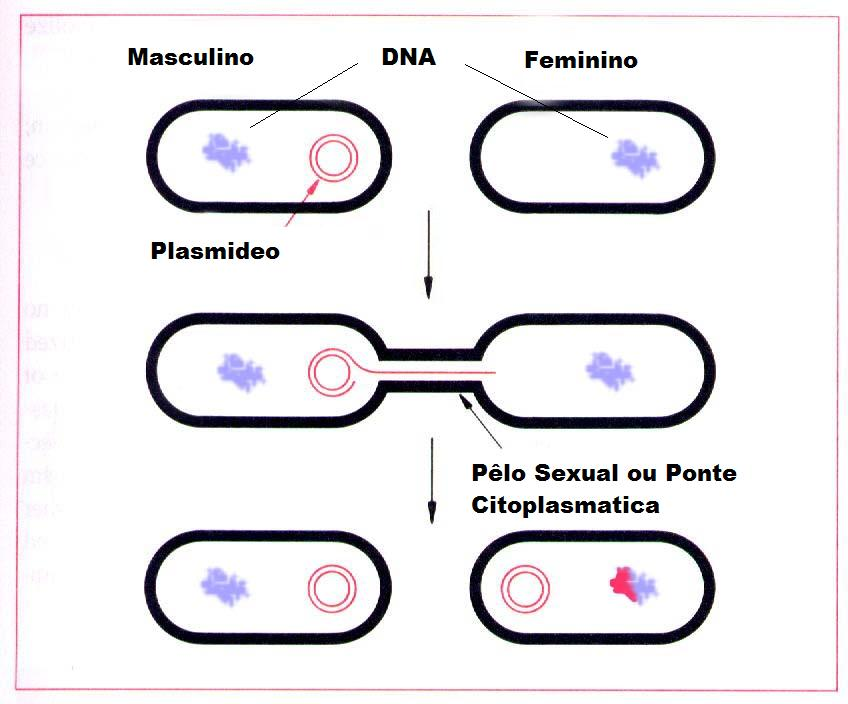 Masculino
DNA
Feminino
Plasmideo
Pêlo Sexual ou Ponte
Citoplasmatica